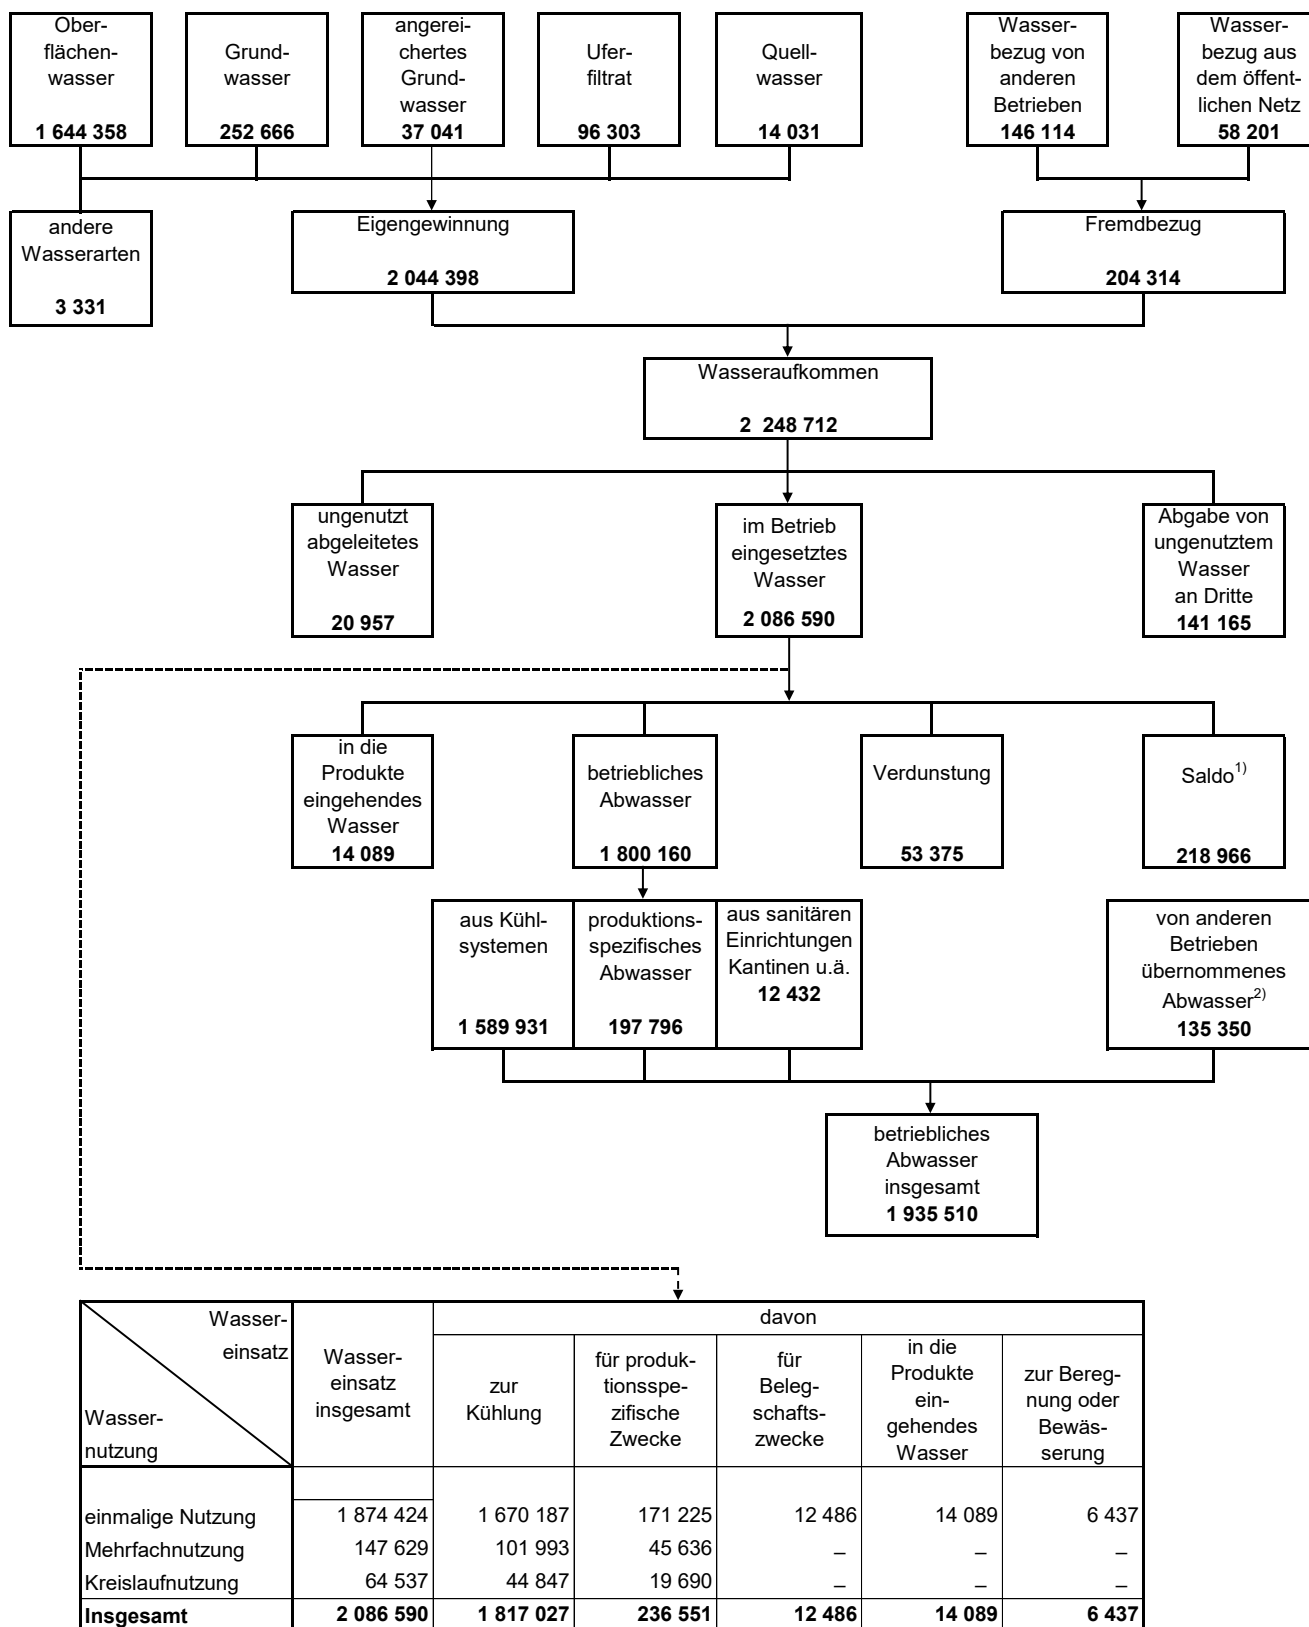 Ober-
flächen-
wasser
1 644 358
Grund-
wasser
252 666
angerei-
chertes
Grund-
wasser
37 041
Ufer-
filtrat
96 303
Quell-
wasser
14 031
Wasser-
bezug von
anderen
Betrieben
146 114
Wasser-
bezug aus
dem öffent-
lichen Netz
58 201
andere
Wasserarten
3 331
Eigengewinnung
2 044 398
Fremdbezug
204 314
Wasseraufkommen
2 248 712
ungenutzt
abgeleitetes
Wasser
20 957
im Betrieb
eingesetztes
Wasser
2 086 590
Abgabe von
ungenutztem
Wasser
an Dritte
141 165
in die
Produkte
eingehendes
Wasser
14 089
betriebliches
Abwasser
1 800 160
Verdunstung
53 375
Saldo1)
218 966
aus Kühl-
systemen
1 589 931
produktions-
spezifisches
Abwasser
197 796
aus sanitären
Einrichtungen
Kantinen u.ä.
12 432
von anderen
Betrieben
übernommenes
Abwasser2)
135 350
betriebliches
Abwasser
insgesamt
1 935 510
Wasser-
einsatz
Wasser-
nutzung
Wasser-
einsatz
insgesamt
davon
zur
Kühlung
für produk-
tionsspe-
zifische
Zwecke
für
Beleg-
schafts-
zwecke
in die
Produkte
ein-
gehendes
Wasser
zur Bereg-
nung oder
Bewäs-
serung
einmalige Nutzung 1 874 424 1 670 187 171 225 12 486 14 089 6 437
Mehrfachnutzung 147 629 101 993 45 636 – – –
Kreislaufnutzung 64 537 44 847 19 690 – – –
Insgesamt 2 086 590 1 817 027 236 551 12 486 14 089 6 437